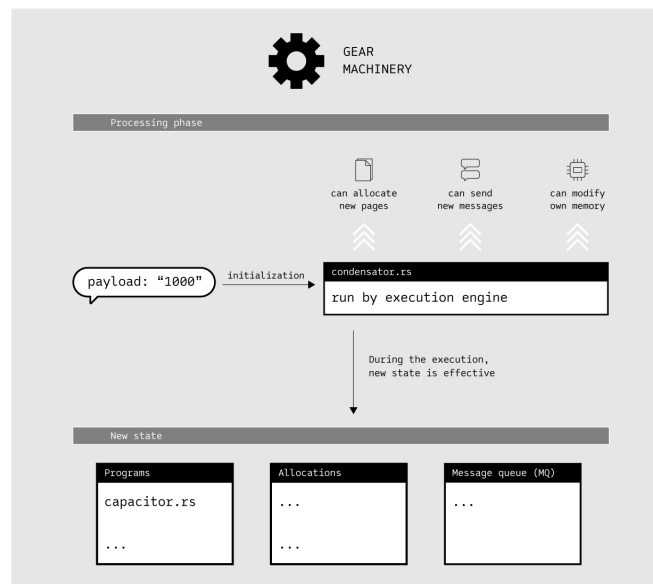 GEAR
MACHINERY
Processing phase
can allocate
new pages
can send
new messages
can modify
own memory
payload: “1000”
initialization
condensator.rs
run by execution engine
During the execution,
new state is effective
New state
Programs
capacitor.rs
...
Allocations
...
...
Message queue (MQ)
...